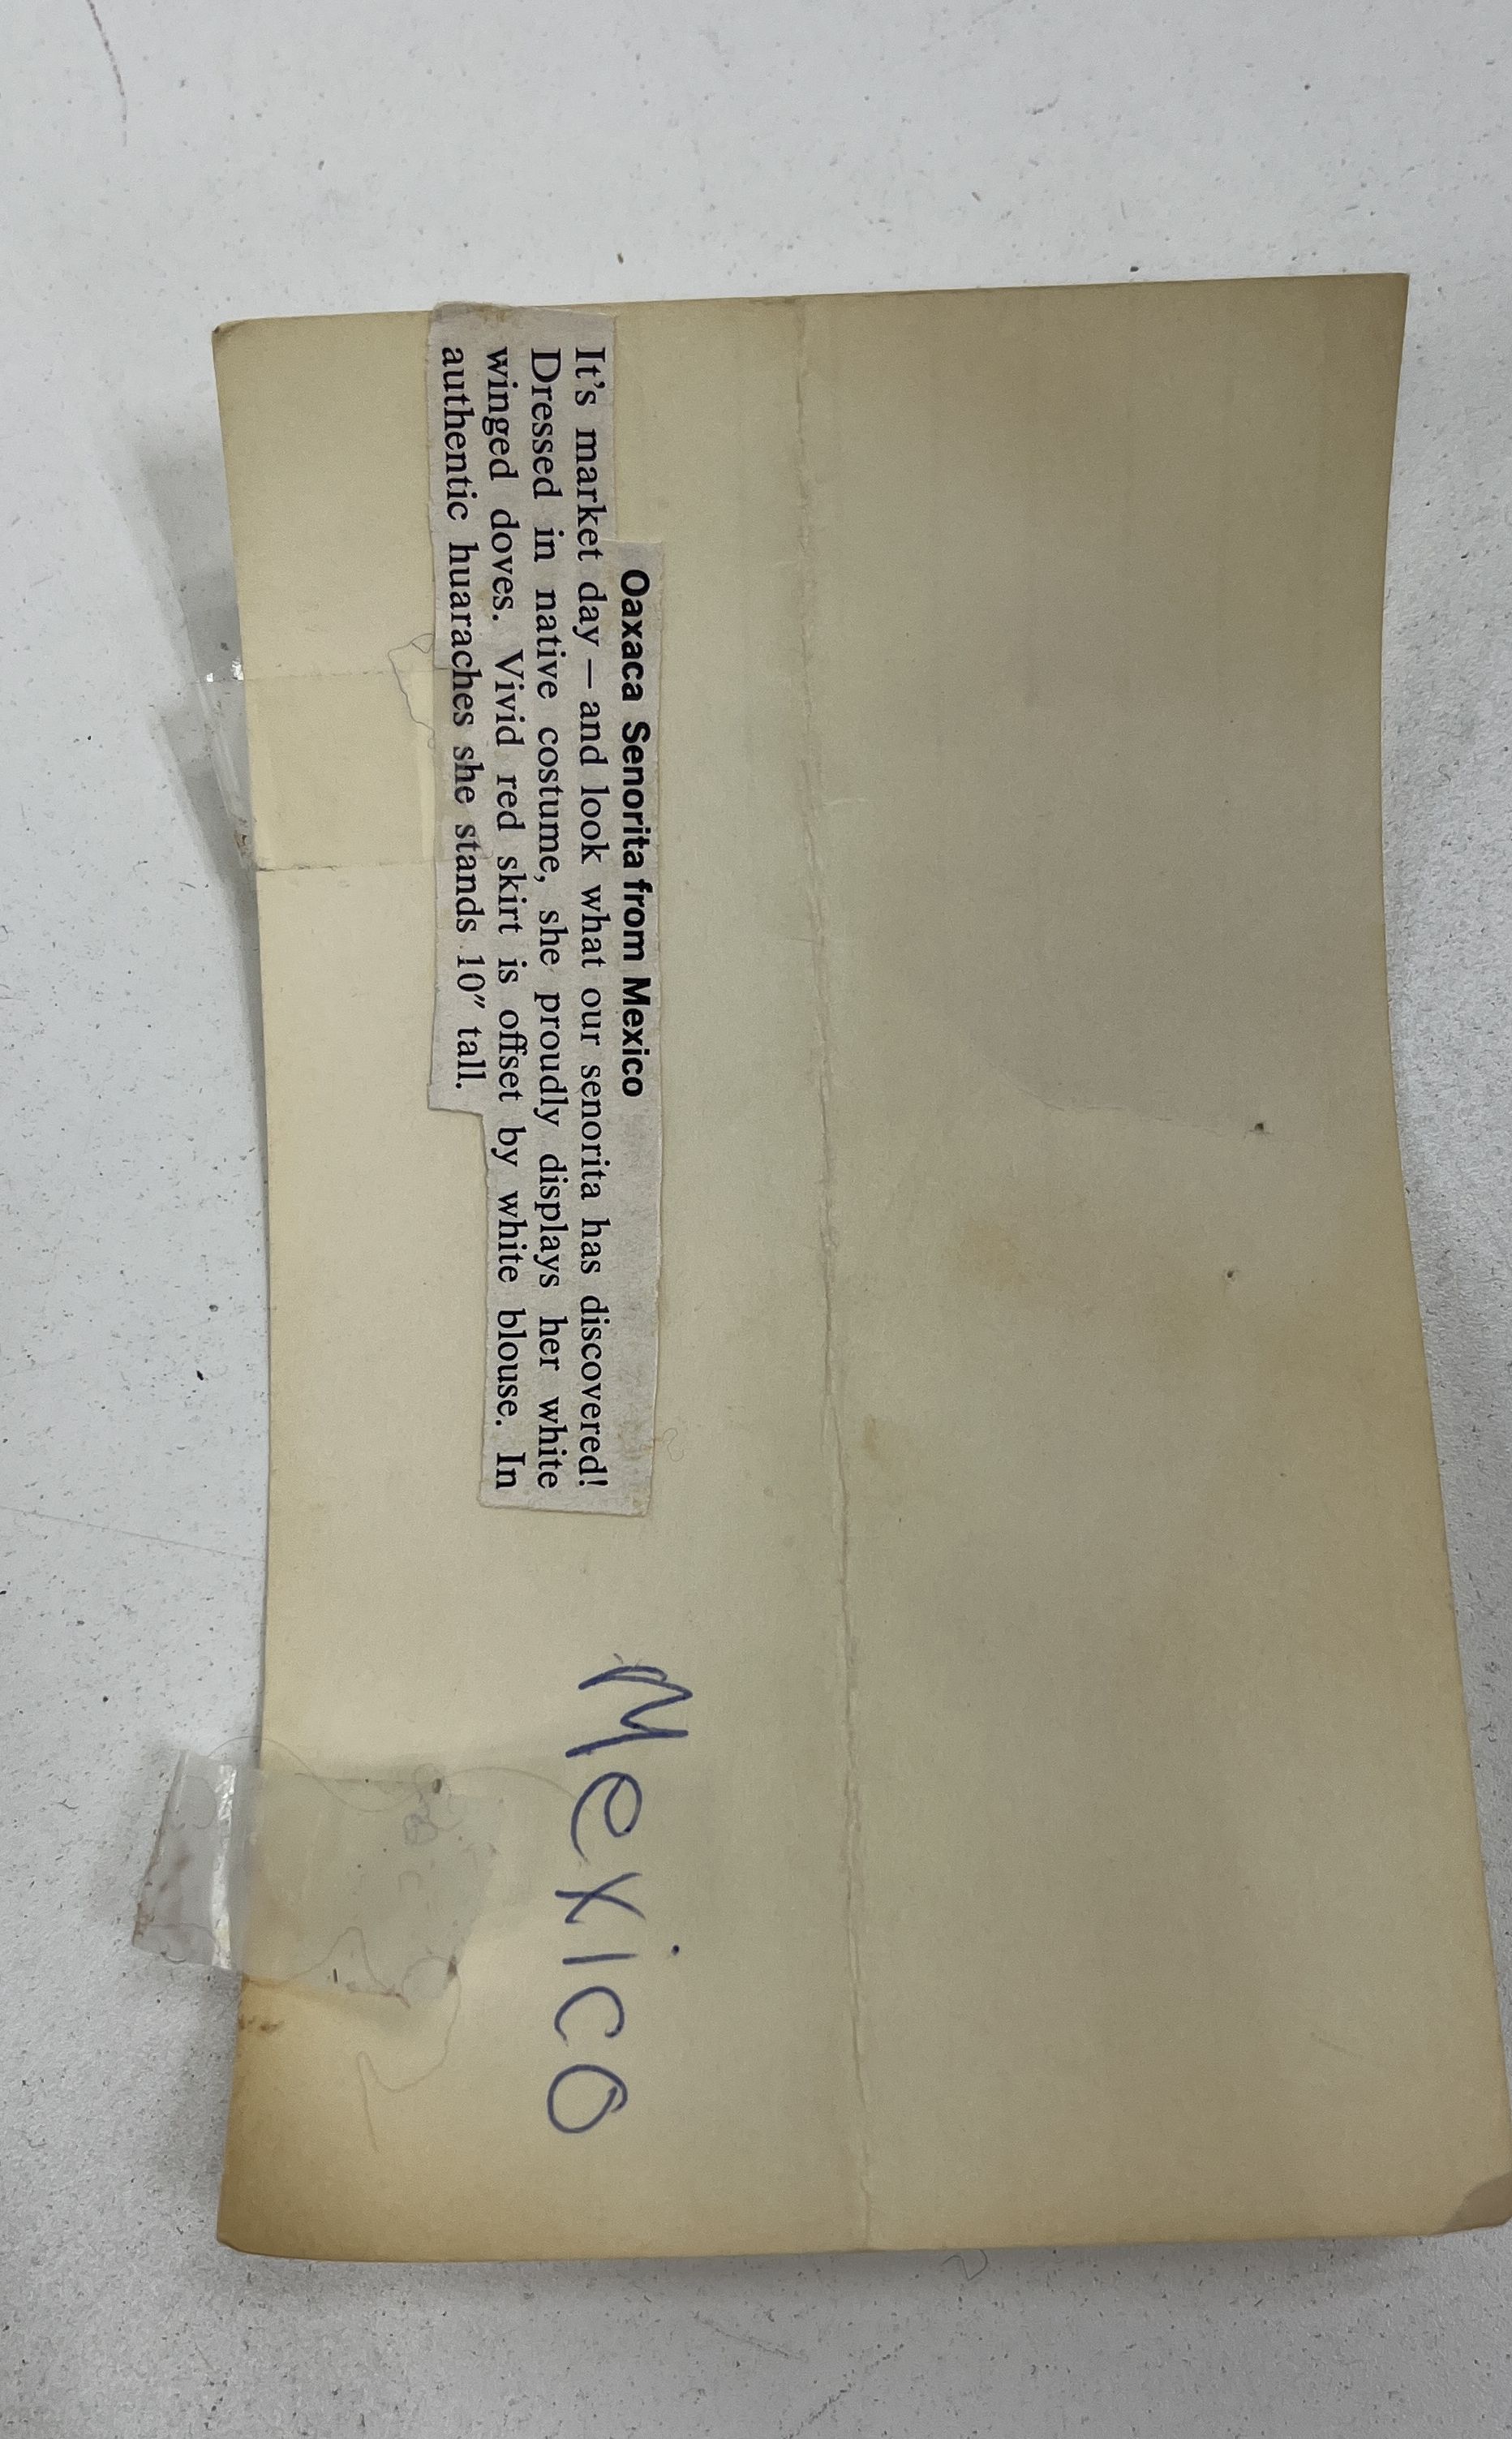 Oaxaca Senorita from Mexico
It's market day — and look what our senorita has discovered!
Dressed in native costume, she proudly displays her white
winged doves. Vivid red skirt is offset by white blouse. In
authentic huaraches she stands 10" tall.
Mexico